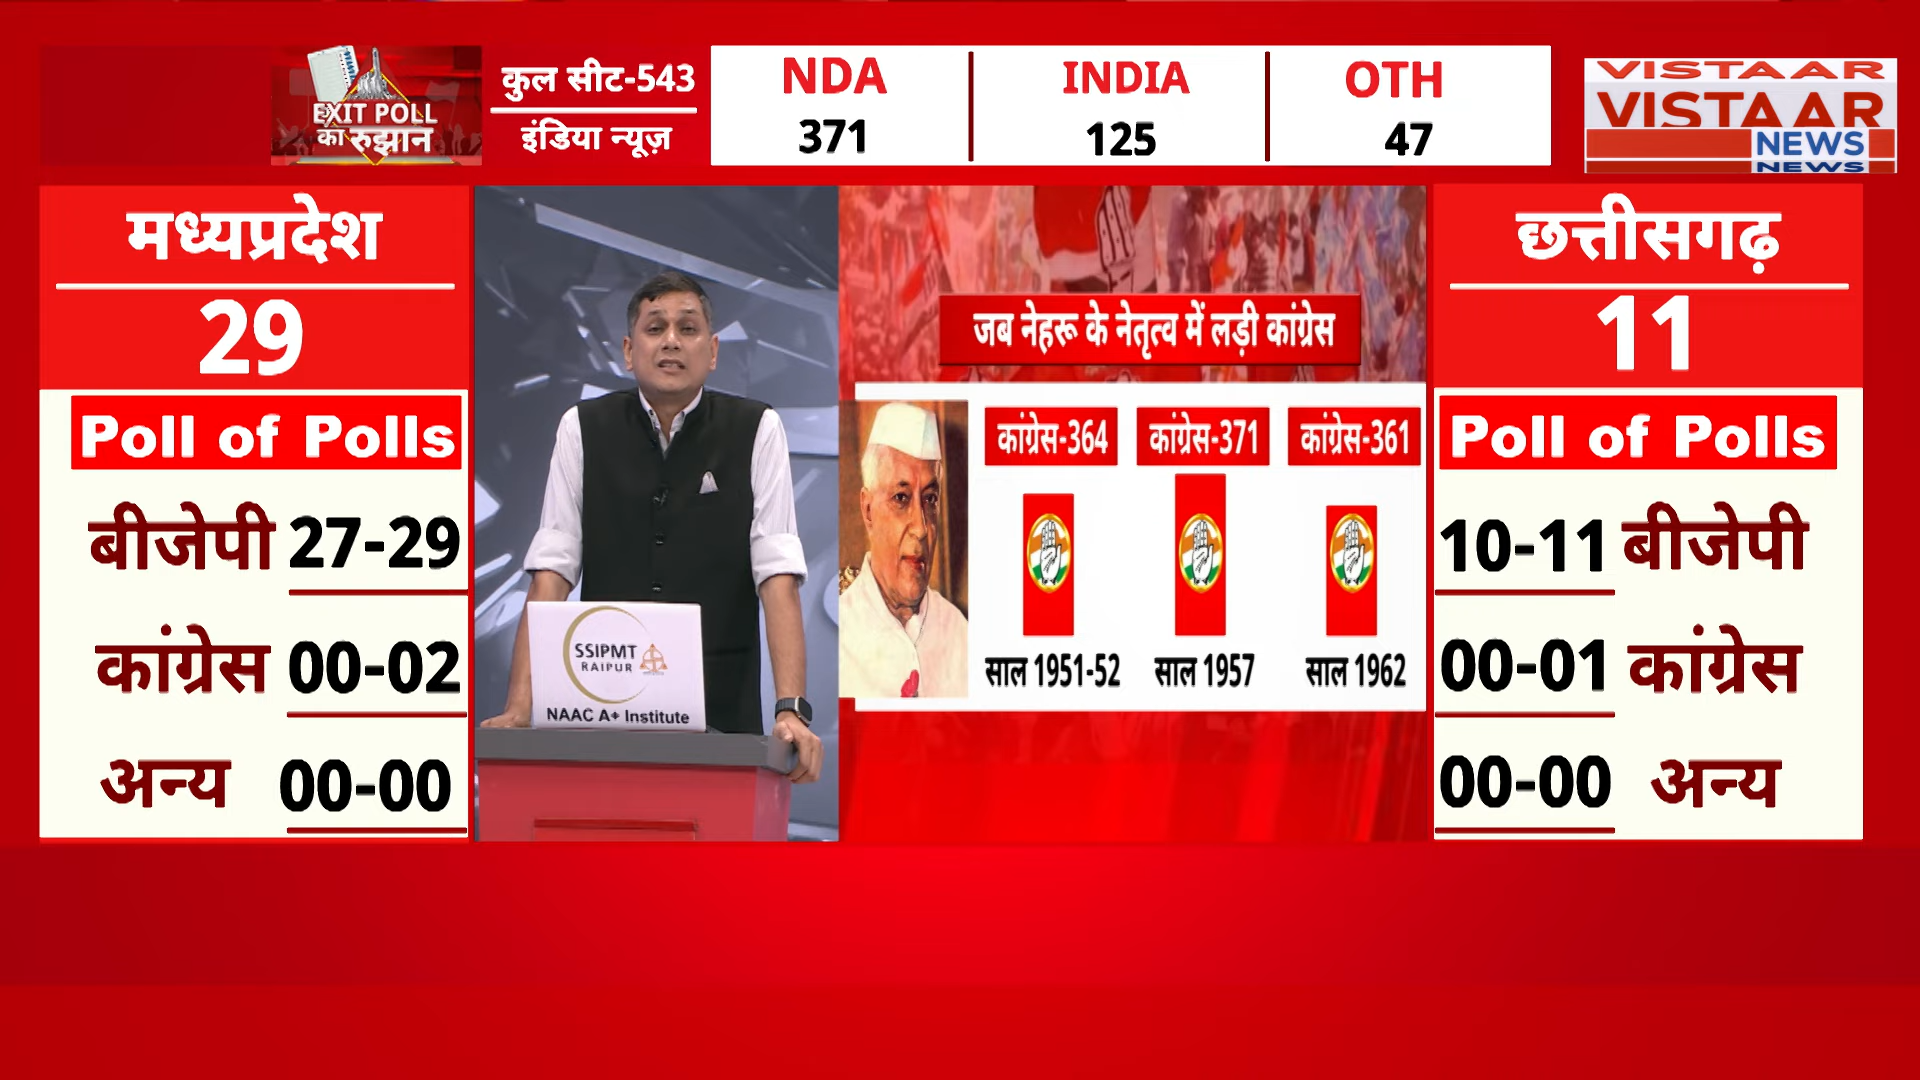 EXIT POLL
का रुझान
कुल सीट-543
इंडिया न्यूज़
NDA
371
INDIA
125
OTH
47
VISTAAR
VISTAAR
NEWS
NEWS
मध्यप्रदेश
29
Poll of Polls
बीजेपी 27-29
कांग्रेस 00-02
अन्य 00-00
SSIPMT
RAIPUR
NAAC A+ Institute
जब नेहरू के नेतृत्व में लड़ी कांग्रेस
कांग्रेस-364
कांग्रेस-371
कांग्रेस-361
साल 1951-52
साल 1957
साल 1962
छत्तीसगढ़
11
Poll of Polls
10-11 बीजेपी
00-01 कांग्रेस
00-00 अन्य